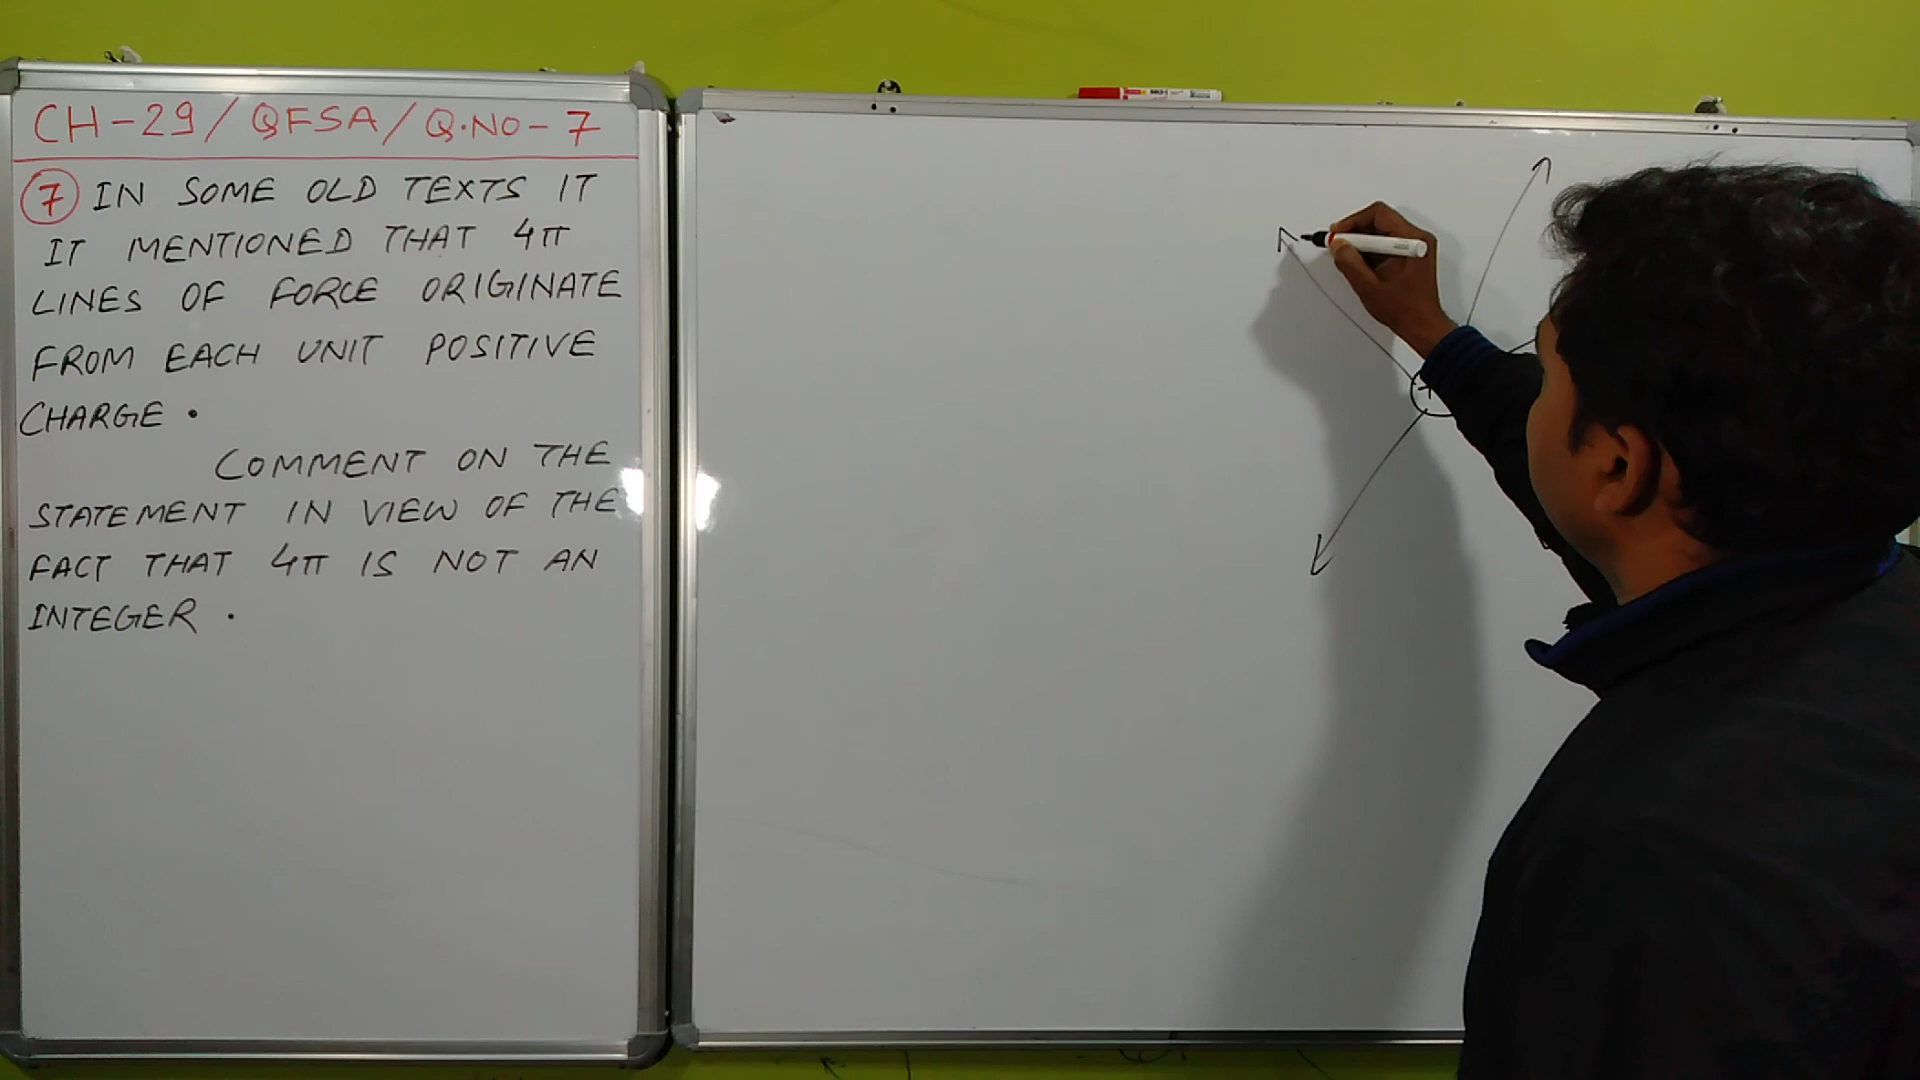 CH-29/QFSA/Q.NO-7
7 IN SOME OLD TEXTS IT
IT MENTIONED THAT 4π
LINES OF FORCE ORIGINATE
FROM EACH UNIT POSITIVE
CHARGE.
COMMENT ON THE
STATEMENT IN VIEW OF THE
FACT THAT 4π IS NOT AN
INTEGER.
+